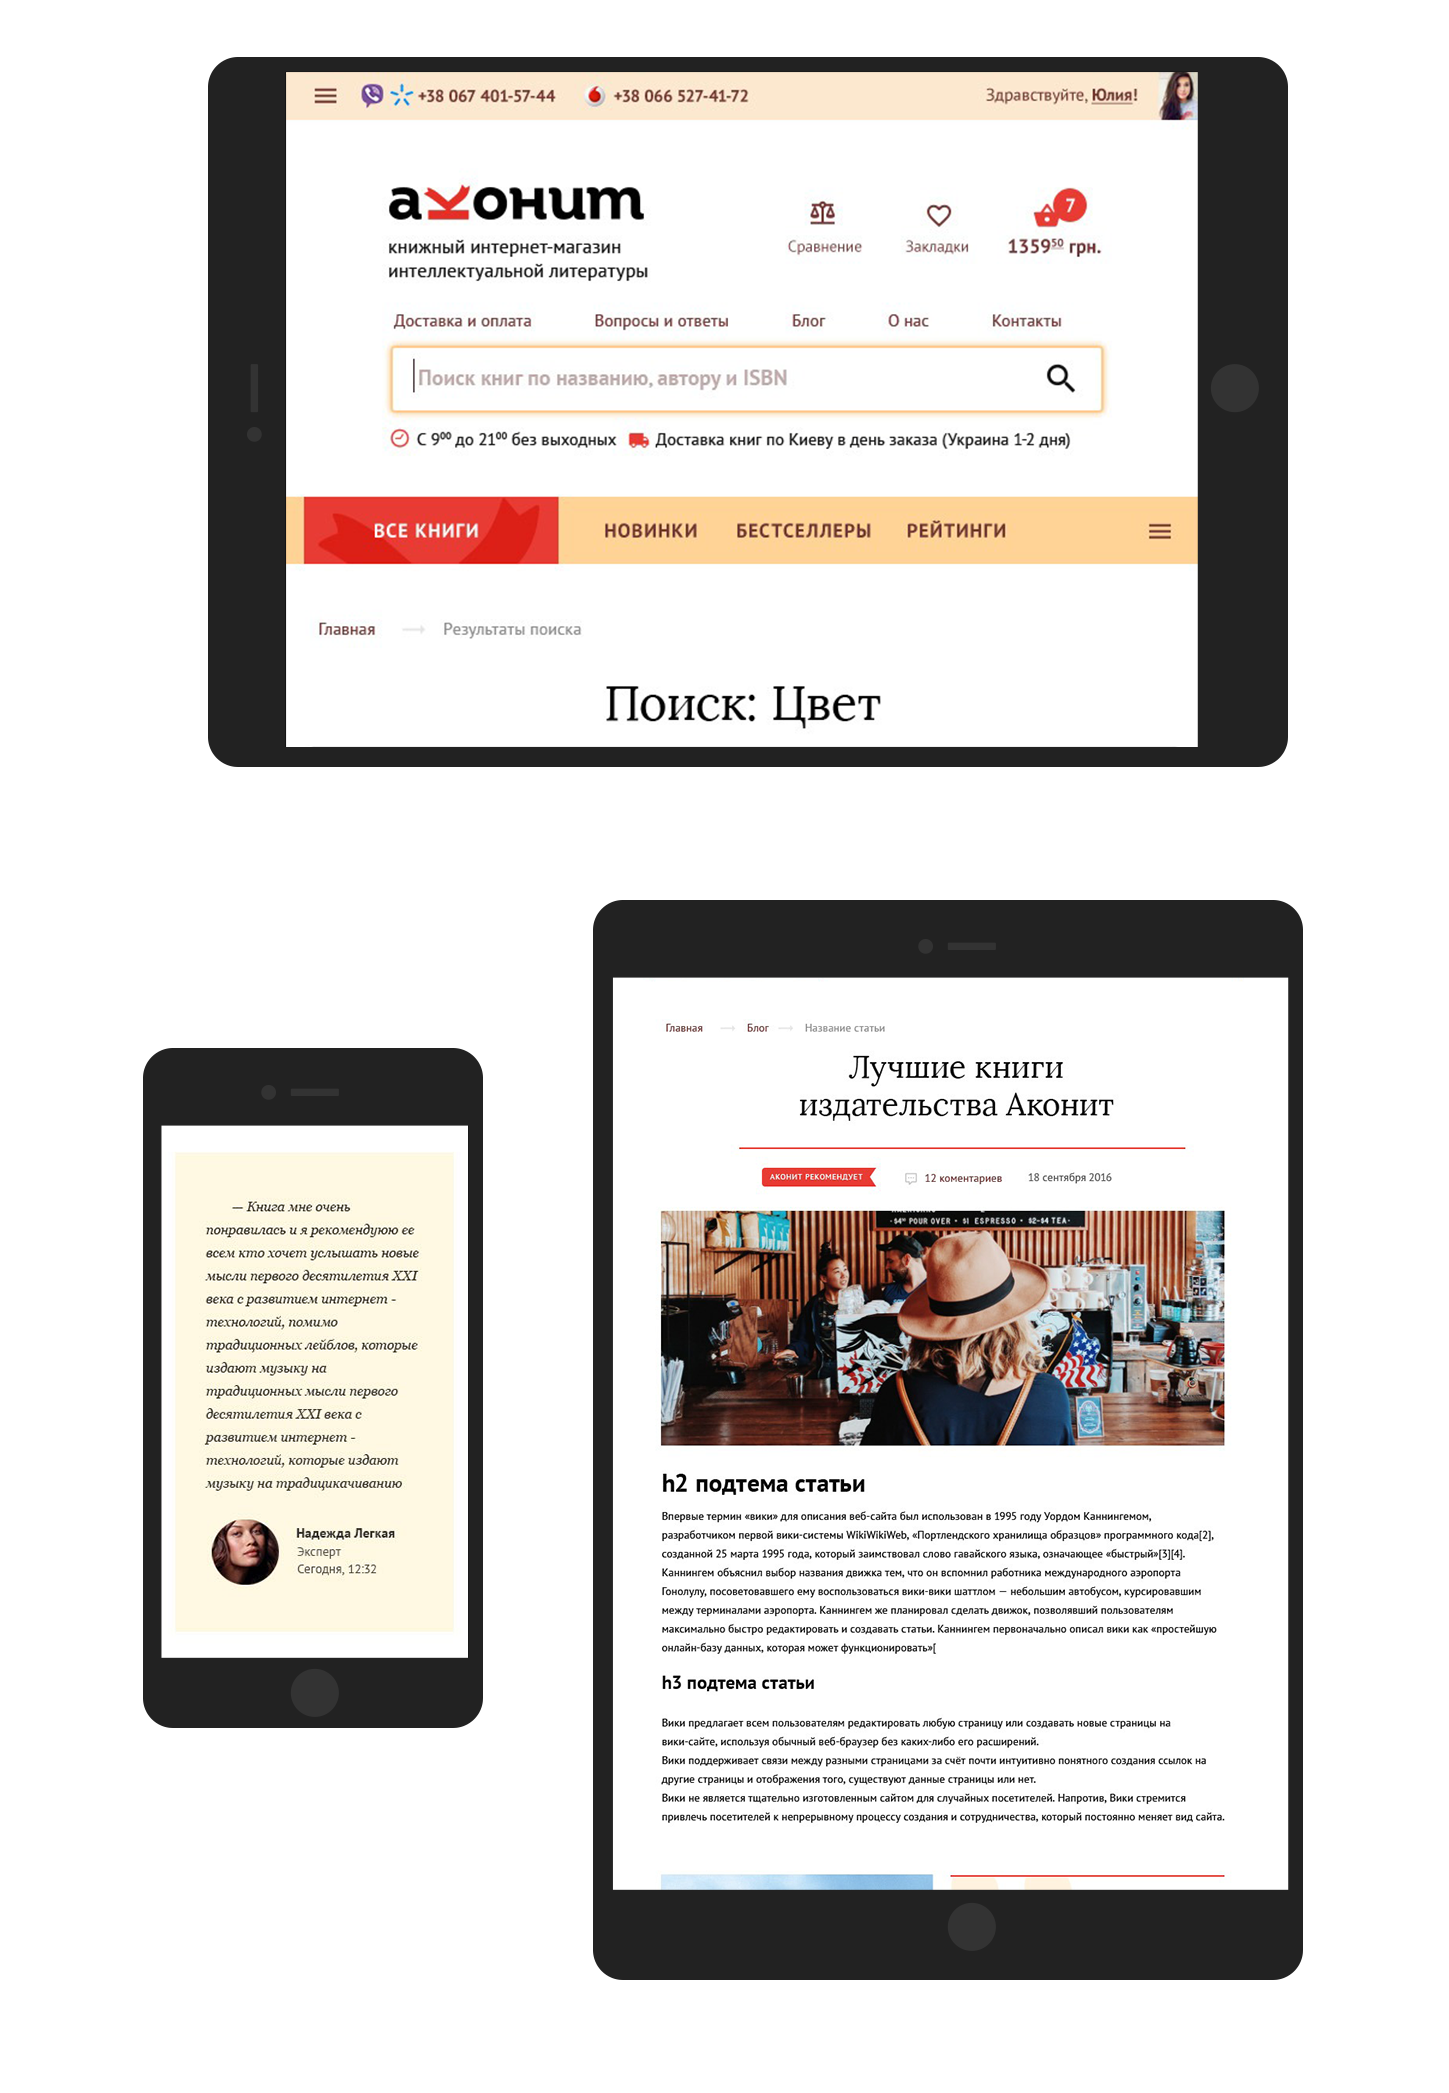 +38 067 401-57-44 +38 066 527-41-72 Здравствуйте, Юлия!
аконит
книжный интернет-магазин
интеллектуальной литературы
Сравнение Закладки 7 1359⁵⁰ грн.
Доставка и оплата Вопросы и ответы Блог О нас Контакты
Поиск книг по названию, автору и ISBN
С 9⁰⁰ до 21⁰⁰ без выходных Доставка книг по Киеву в день заказа (Украина 1-2 дня)
ВСЕ КНИГИ НОВИНКИ БЕСТСЕЛЛЕРЫ РЕЙТИНГИ
Главная Результаты поиска
Поиск: Цвет
— Книга мне очень
понравилась и я рекомендуюю ее
всем кто хочет услышать новые
мысли первого десятилетия XXI
века с развитием интернет -
технологий, помимо
традиционных лейблов, которые
издают музыку на
традиционных мысли первого
десятилетия XXI века с
развитием интернет -
технологий, которые издают
музыку на традицикачиванию
Надежда Легкая
Эксперт
Сегодня, 12:32
Главная Блог Название статьи
Лучшие книги
издательства Аконит
АКОНИТ РЕКОМЕНДУЕТ 12 коментариев 18 сентября 2016
POUR OVER • $1 ESPRESSO • $2-$4 TEA
h2 подтема статьи
Впервые термин «вики» для описания веб-сайта был использован в 1995 году Уордом Каннингемом,
разработчиком первой вики-системы WikiWikiWeb, «Портлендского хранилища образцов» программного кода[2],
созданной 25 марта 1995 года, который заимствовал слово гавайского языка, означающее «быстрый»[3][4].
Каннингем объяснил выбор названия движка тем, что он вспомнил работника международного аэропорта
Гонолулу, посоветовавшего ему воспользоваться вики-вики шаттлом — небольшим автобусом, курсировавшим
между терминалами аэропорта. Каннингем же планировал сделать движок, позволявший пользователям
максимально быстро редактировать и создавать статьи. Каннингем первоначально описал вики как «простейшую
онлайн-базу данных, которая может функционировать»[
h3 подтема статьи
Вики предлагает всем пользователям редактировать любую страницу или создавать новые страницы на
вики-сайте, используя обычный веб-браузер без каких-либо его расширений.
Вики поддерживает связи между разными страницами за счёт почти интуитивно понятного создания ссылок на
другие страницы и отображения того, существуют данные страницы или нет.
Вики не является тщательно изготовленным сайтом для случайных посетителей. Напротив, Вики стремится
привлечь посетителей к непрерывному процессу создания и сотрудничества, который постоянно меняет вид сайта.